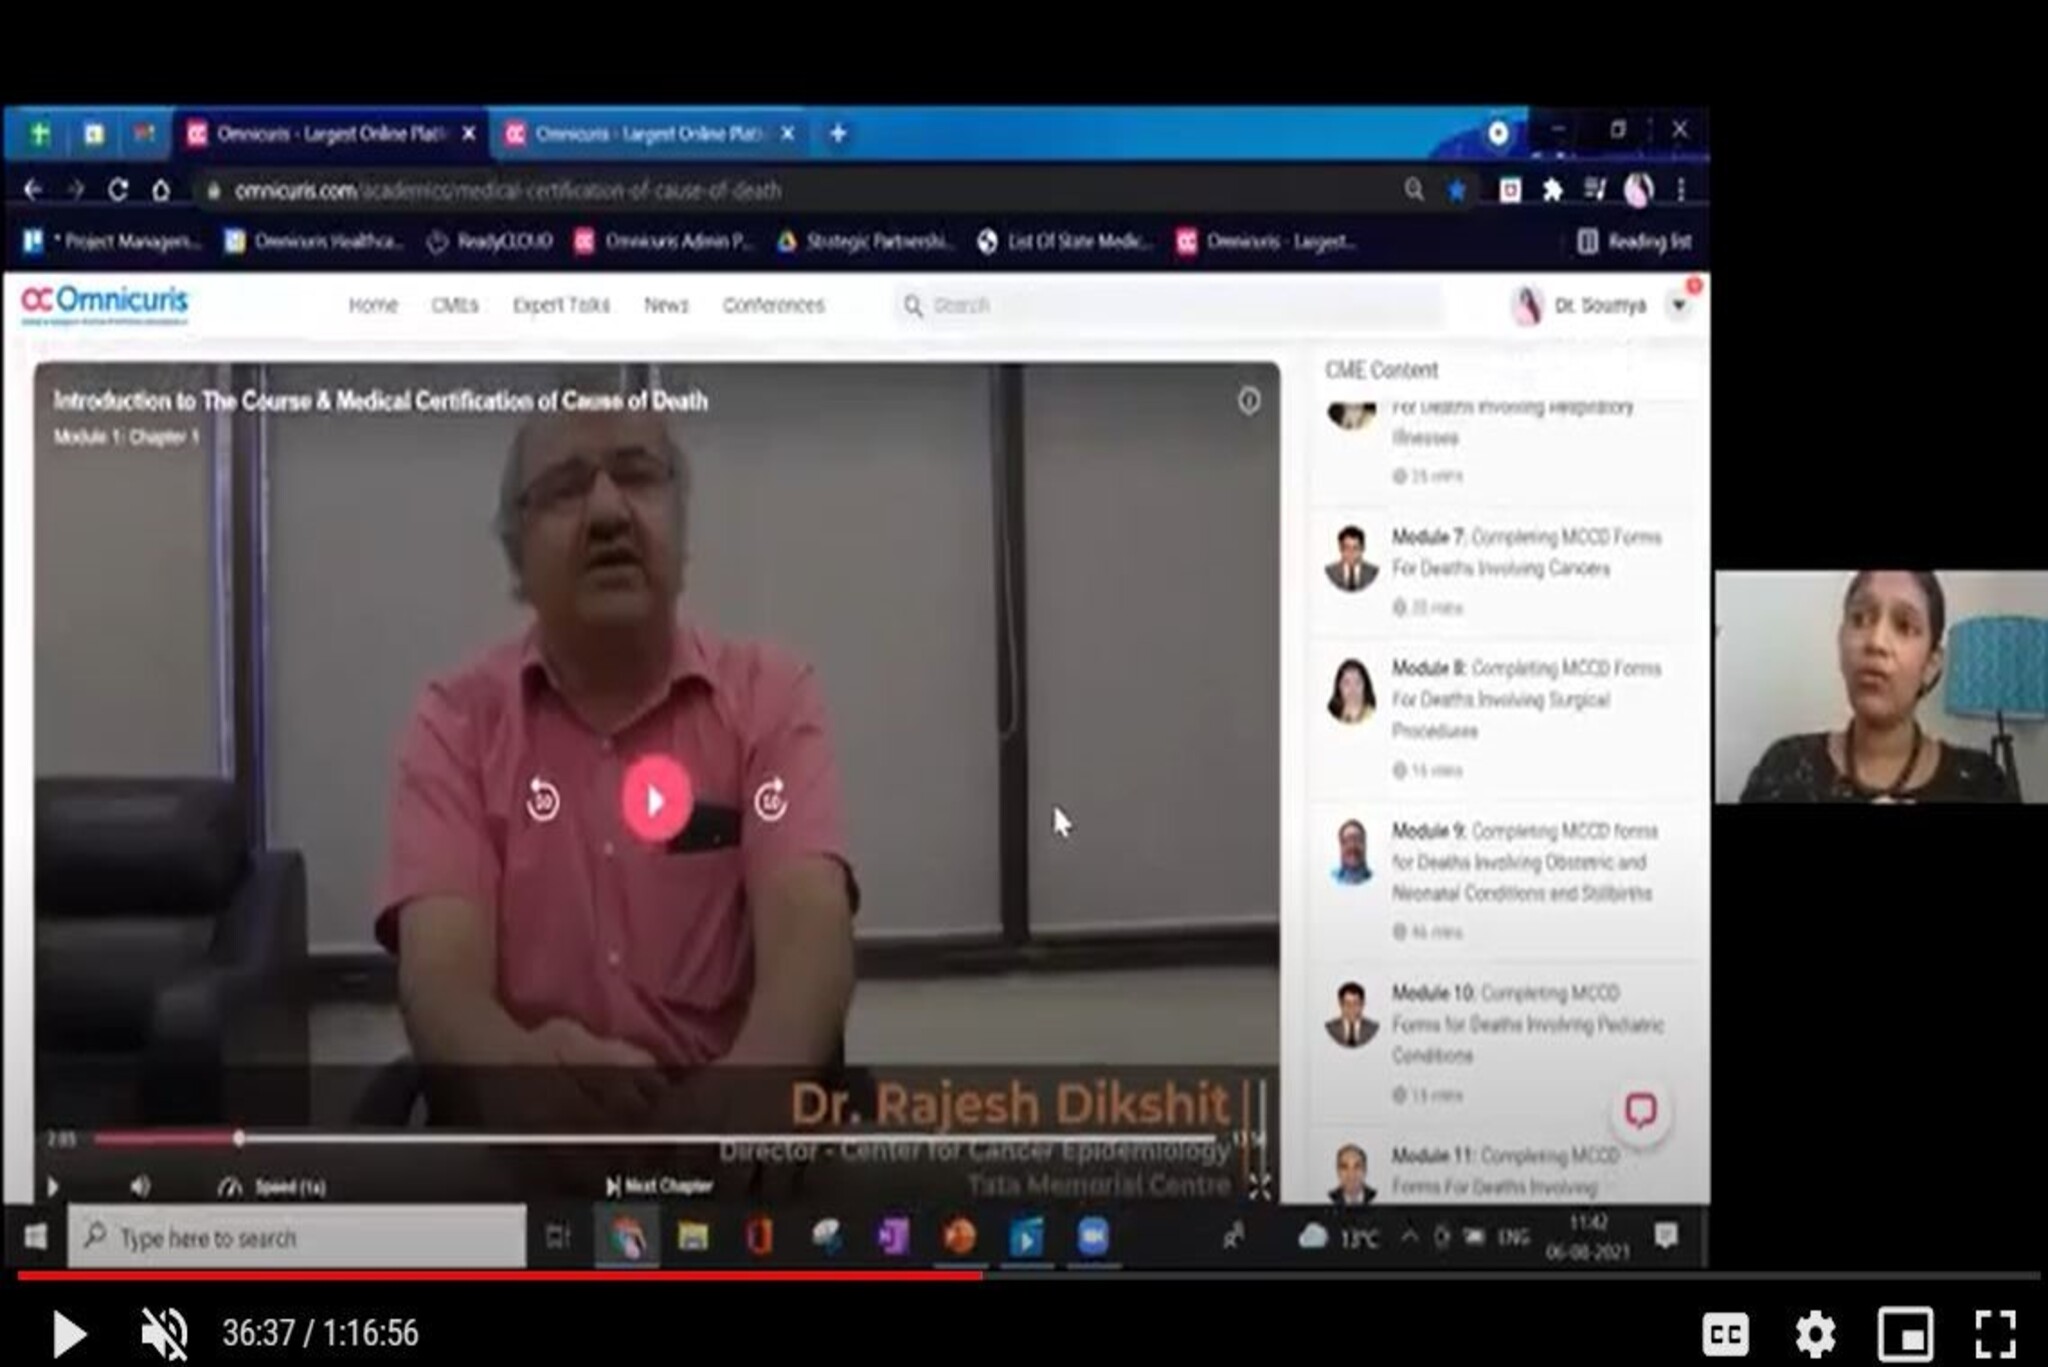 Omnicuris - Largest Online Plat
Omnicuris - Largest Online Plat
omnicuris.com/academics/medical-certification-of-cause-of-death
* Project Managem...
Omnicuris Healthca...
ReadyCLOUD
Omnicuris Admin P...
Strategic Partnershi...
List Of State Medic...
Omnicuris - Largest...
Reading list
Omnicuris
Home
CMEs
Expert Talks
News
Conferences
Search
Dr. Soumya
Introduction to The Course & Medical Certification of Cause of Death
Module 1: Chapter 1
CME Content
For Deaths Involving Respiratory
Illnesses
Module 7: Completing MCCD Forms
For Deaths Involving Cancers
Module 8: Completing MCCD Forms
For Deaths Involving Surgical
Procedures
Module 9: Completing MCCD forms
for Deaths Involving Obstetric and
Neonatal Conditions and Stillbirths
Module 10: Completing MCCD
Forms for Deaths Involving Pediatric
Conditions
Module 11: Completing MCCD
Forms For Deaths Involving
10
10
Dr. Rajesh Dikshit
Director - Center for Cancer Epidemiology
Tata Memorial Centre
2:05
Speed (1x)
Next Chapter
Type here to search
13°C
ENG
11:42
06-08-2021
36:37 / 1:16:56
CC